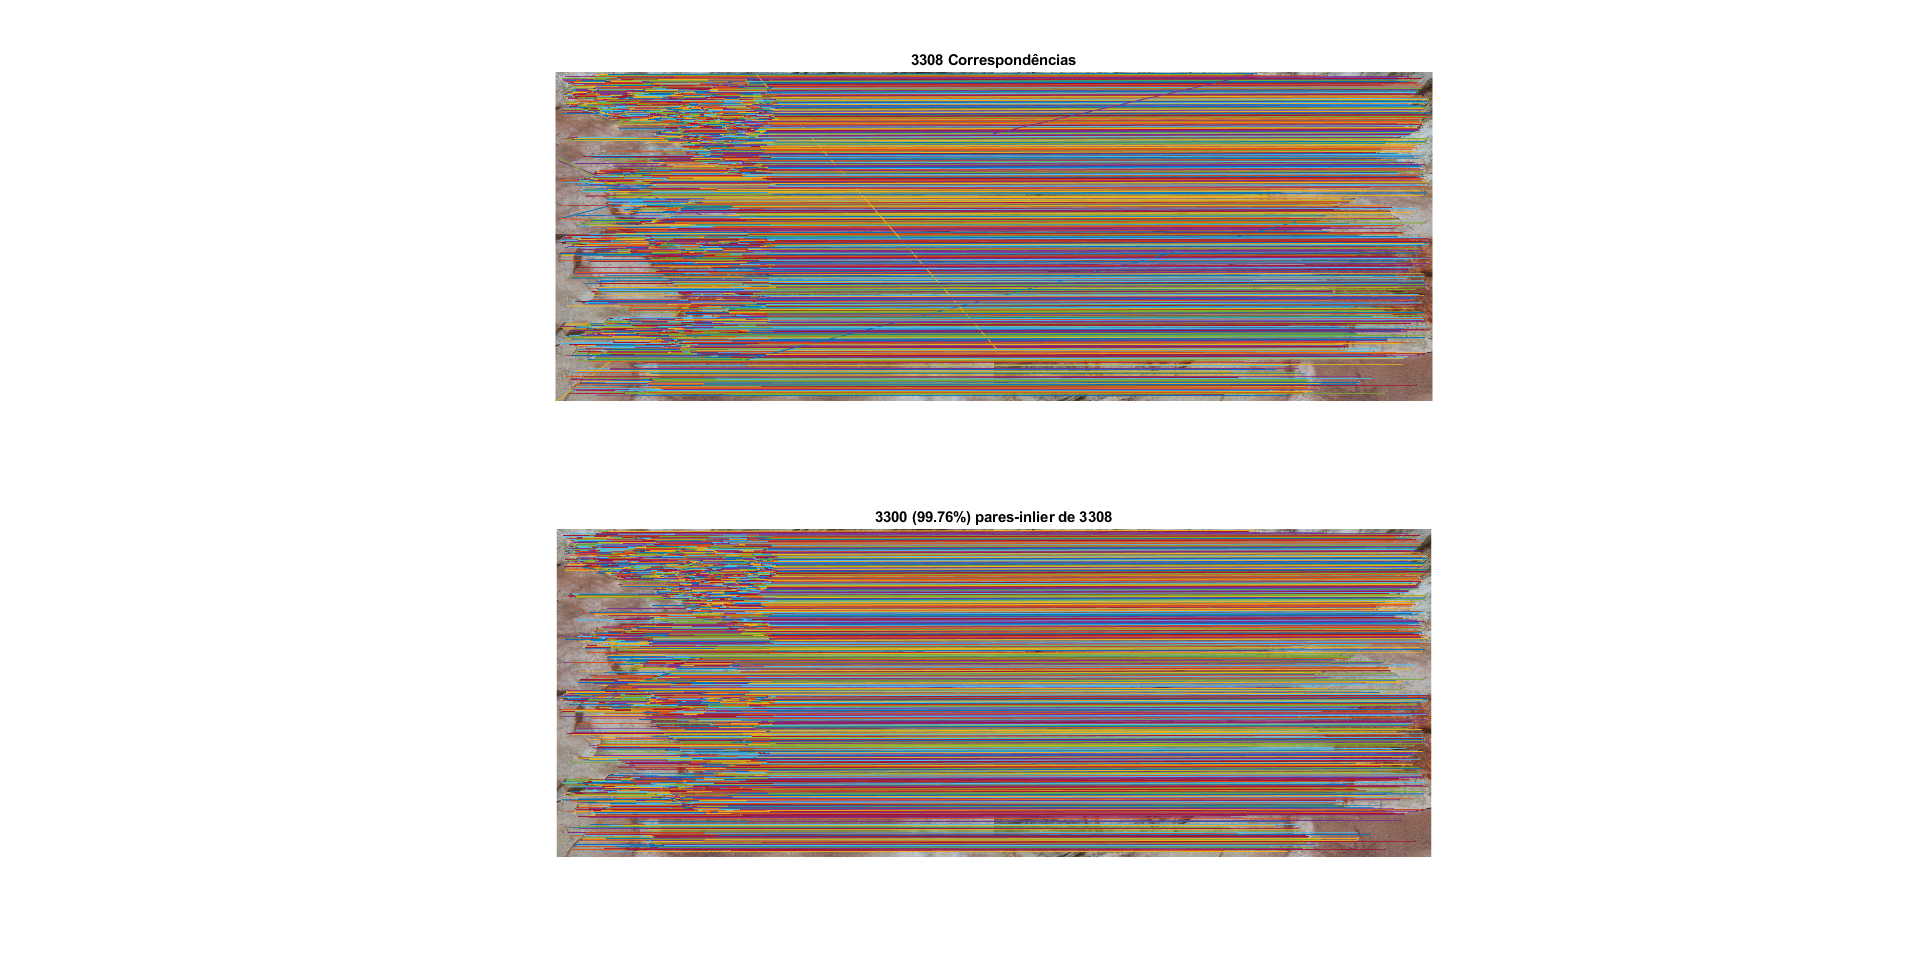 3308 Correspondências
3300 (99.76%) pares-inlier de 3308